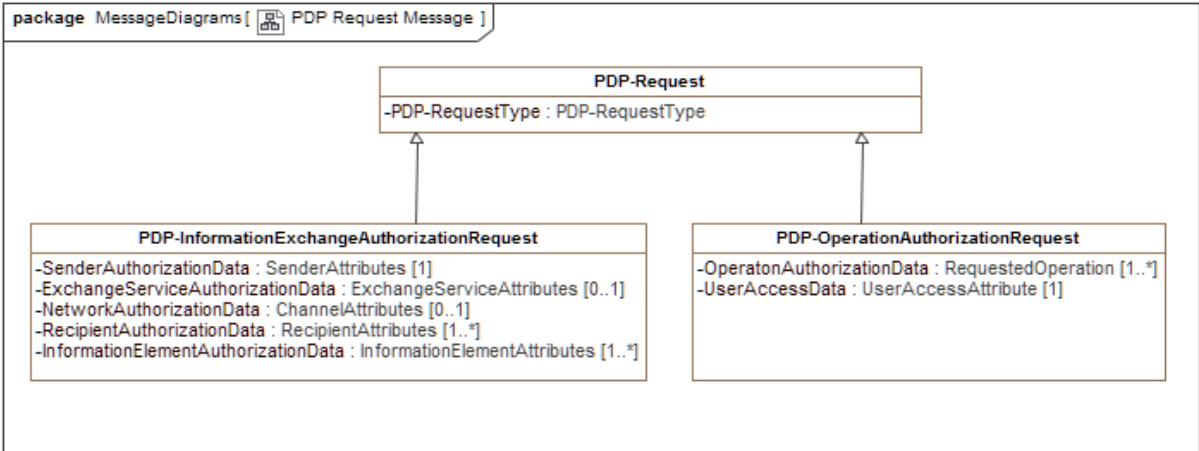 package MessageDiagrams [ PDP Request Message ]
PDP-Request
-PDP-RequestType : PDP-RequestType
PDP-InformationExchangeAuthorizationRequest
-SenderAuthorizationData : SenderAttributes [1]
-ExchangeServiceAuthorizationData : ExchangeServiceAttributes [0..1]
-NetworkAuthorizationData : ChannelAttributes [0..1]
-RecipientAuthorizationData : RecipientAttributes [1..*]
-InformationElementAuthorizationData : InformationElementAttributes [1..*]
PDP-OperationAuthorizationRequest
-OperatonAuthorizationData : RequestedOperation [1..*]
-UserAccessData : UserAccessAttribute [1]